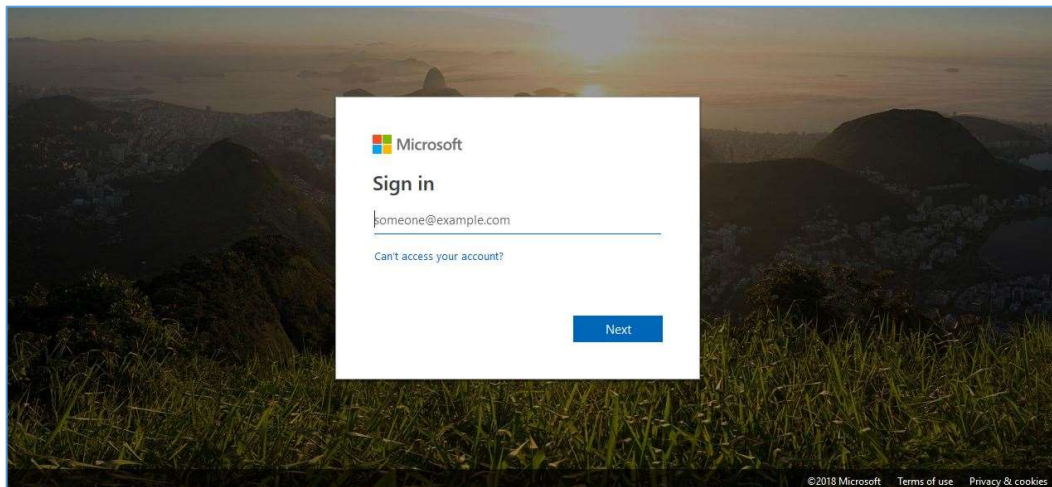 Microsoft
Sign in
someone@example.com
Can't access your account?
Next
©2018 Microsoft Terms of use Privacy & cookies